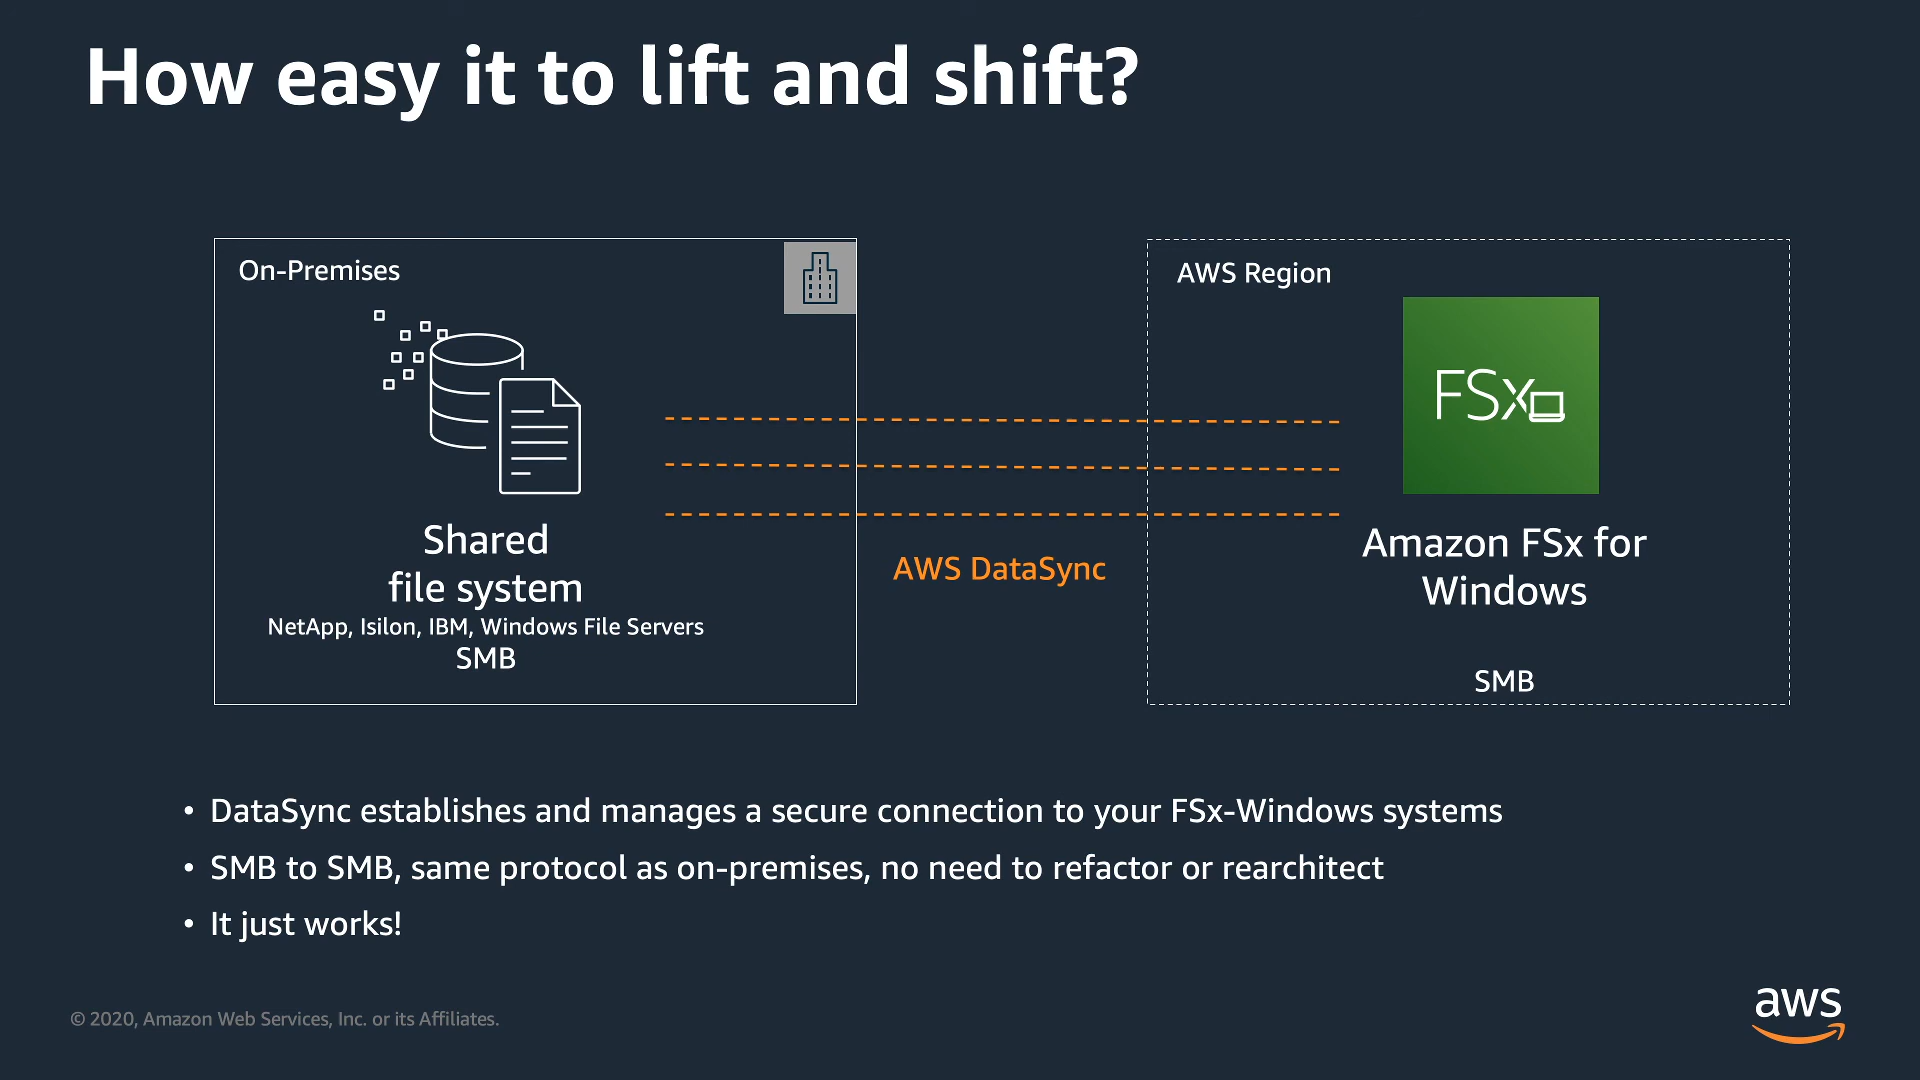 How easy it to lift and shift?
On-Premises
Shared
file system
NetApp, Isilon, IBM, Windows File Servers
SMB
AWS DataSync
AWS Region
FSx
Amazon FSx for
Windows
SMB
• DataSync establishes and manages a secure connection to your FSx-Windows systems
• SMB to SMB, same protocol as on-premises, no need to refactor or rearchitect
• It just works!
© 2020, Amazon Web Services, Inc. or its Affiliates.
aws